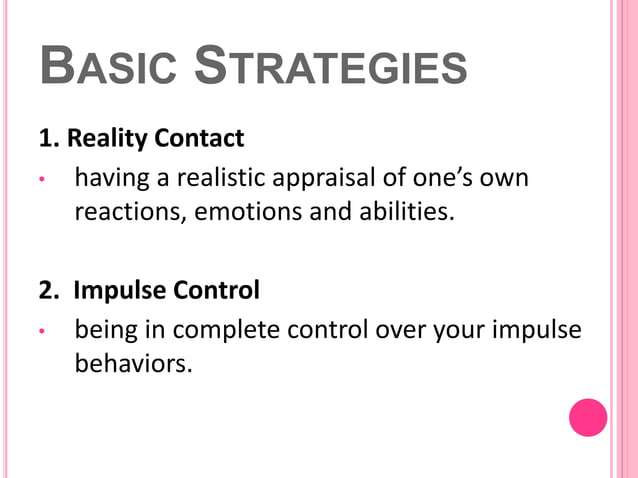 BASIC STRATEGIES
1. Reality Contact
• having a realistic appraisal of one’s own
reactions, emotions and abilities.
2. Impulse Control
• being in complete control over your impulse
behaviors.